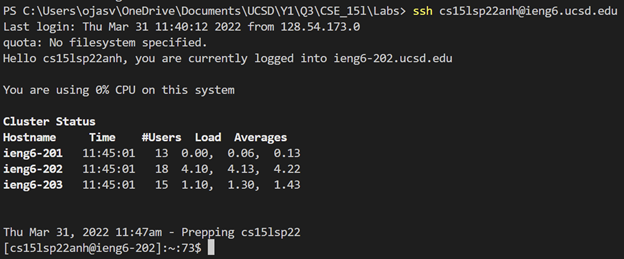 PS C:\Users\ojasv\OneDrive\Documents\UCSD\Y1\Q3\CSE_15l\Labs> ssh cs15lsp22anh@ieng6.ucsd.edu
Last login: Thu Mar 31 11:40:12 2022 from 128.54.173.0
quota: No filesystem specified.
Hello cs15lsp22anh, you are currently logged into ieng6-202.ucsd.edu
You are using 0% CPU on this system
Cluster Status
Hostname Time #Users Load Averages
ieng6-201 11:45:01 13 0.00, 0.06, 0.13
ieng6-202 11:45:01 18 4.10, 4.13, 4.22
ieng6-203 11:45:01 15 1.10, 1.30, 1.43
Thu Mar 31, 2022 11:47am - Prepping cs15lsp22
[cs15lsp22anh@ieng6-202]:~:73$